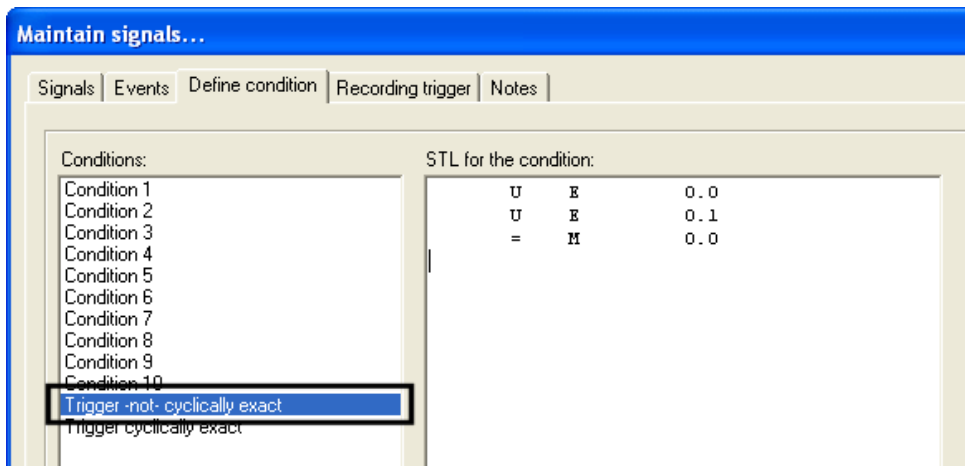 Maintain signals...
Signals Events Define condition Recording trigger Notes
Conditions:
Condition 1
Condition 2
Condition 3
Condition 4
Condition 5
Condition 6
Condition 7
Condition 8
Condition 9
Condition 10
Trigger -not- cyclically exact
Trigger cyclically exact
STL for the condition:
U E 0.0
U E 0.1
= M 0.0